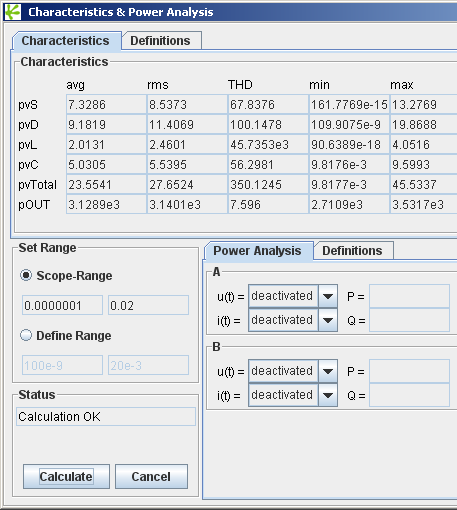 Characteristics & Power Analysis
Characteristics Definitions
Characteristics
avg rms THD min max
pvS 7.3286 8.5373 67.8376 161.7769e-15 13.2769
pvD 9.1819 11.4069 100.1478 109.9075e-9 19.8688
pvL 2.0131 2.4601 45.7353e3 90.6389e-18 4.0516
pvC 5.0305 5.5395 56.2981 9.8176e-3 9.5993
pvTotal 23.5541 27.6524 350.1245 9.8177e-3 45.5337
pOUT 3.1289e3 3.1401e3 7.596 2.7109e3 3.5317e3
Set Range
Scope-Range
0.0000001 0.02
Define Range
100e-9 20e-3
Status
Calculation OK
Calculate Cancel
Power Analysis Definitions
A
u(t) = deactivated P =
i(t) = deactivated Q =
B
u(t) = deactivated P =
i(t) = deactivated Q =